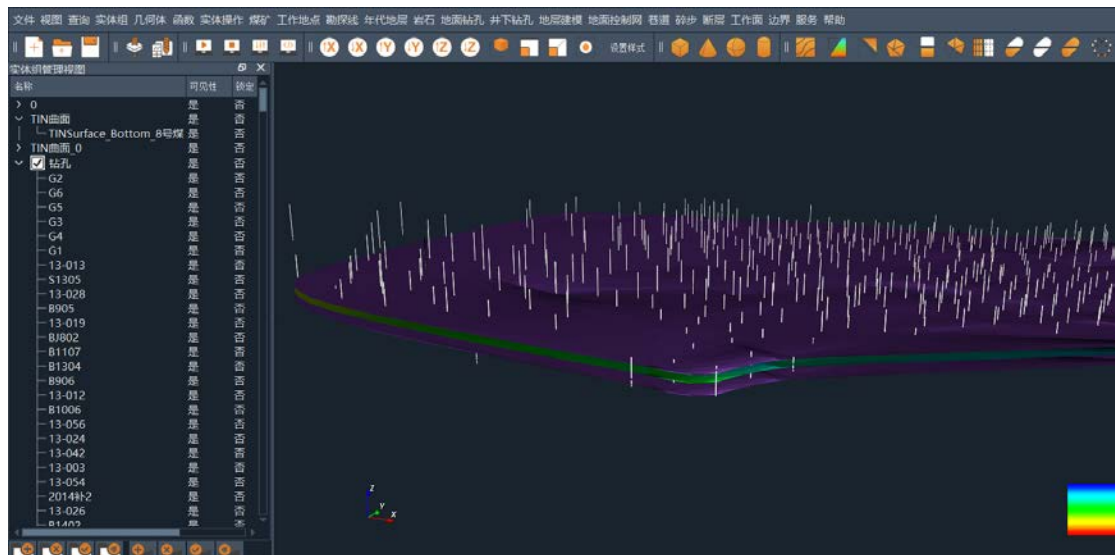 文件 视图 查询 实体组 几何体 函数 实体操作 煤矿 工作地点 勘探线 年代地层 岩石 地面钻孔 井下钻孔 地层建模 地面控制网 巷道 硐步 断层 工作面 边界 服务 帮助
X X Y Y Z Z 设置样式
实体组管理视图
名称 可见性 锁定
0 是 否
TIN曲面 是 否
TINSurface_Bottom_8号煤 是 否
TIN曲面_0 是 否
钻孔 是 否
G2 是 否
G6 是 否
G5 是 否
G3 是 否
G4 是 否
G1 是 否
13-013 是 否
S1305 是 否
13-028 是 否
B905 是 否
13-019 是 否
BJ802 是 否
B1107 是 否
B1304 是 否
B906 是 否
13-012 是 否
B1006 是 否
13-056 是 否
13-024 是 否
13-042 是 否
13-003 是 否
13-054 是 否
2014补2 是 否
13-026 是 否
B1402 是 否
Z
Y
X